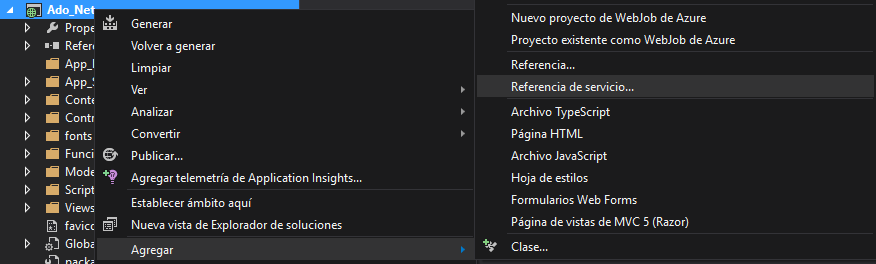 Ado_Net
Prope
Refere
App_
App_S
Conte
Contr
fonts
Funci
Mode
Script
Views
favico
Globa
packa
Generar
Volver a generar
Limpiar
Ver
Analizar
Convertir
Publicar...
Agregar telemetría de Application Insights...
Establecer ámbito aquí
Nueva vista de Explorador de soluciones
Agregar
Nuevo proyecto de WebJob de Azure
Proyecto existente como WebJob de Azure
Referencia...
Referencia de servicio...
Archivo TypeScript
Página HTML
Archivo JavaScript
Hoja de estilos
Formularios Web Forms
Página de vistas de MVC 5 (Razor)
Clase...